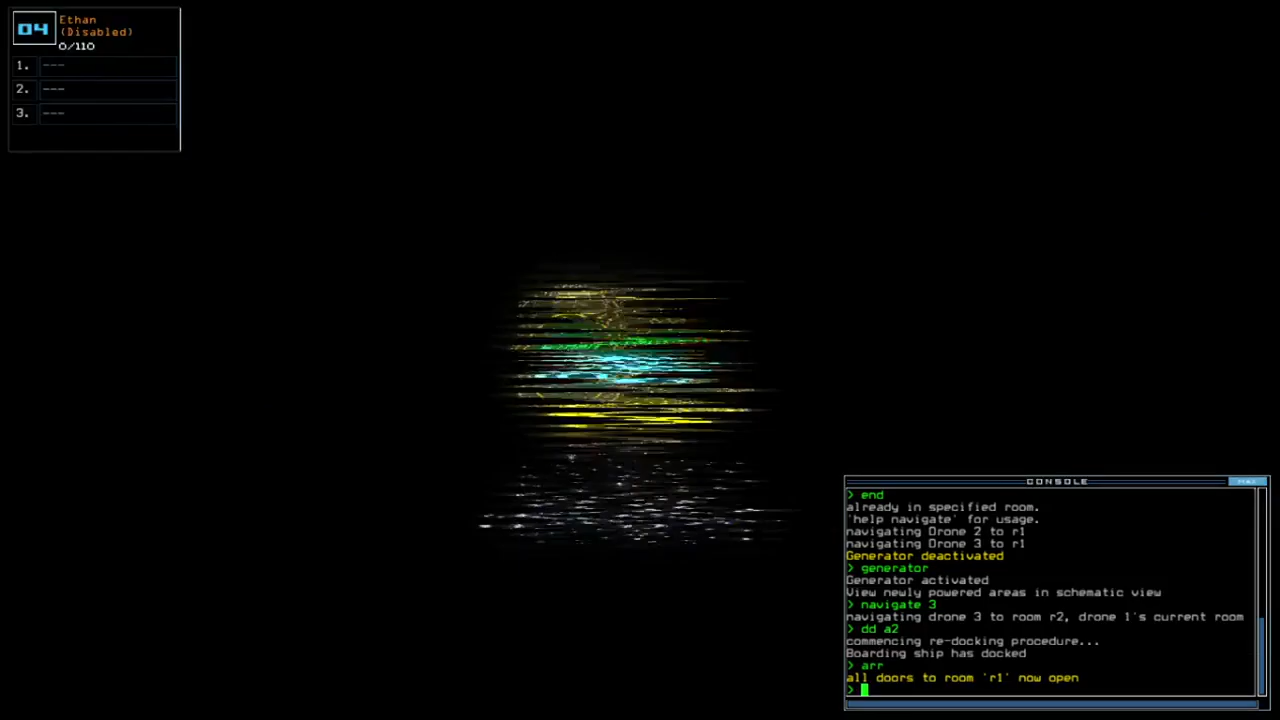 04
Ethan
(Disabled)
0/110
1. ---
2. ---
3. ---
CONSOLE
> end
already in specified room.
'help navigate' for usage.
navigating Drone 2 to r1
navigating Drone 3 to r1
Generator deactivated
> generator
Generator activated
View newly powered areas in schematic view
> navigate 3
navigating drone 3 to room r2, drone 1's current room
> dd a2
commencing re-docking procedure...
Boarding ship has docked
> arr
all doors to room 'r1' now open
>